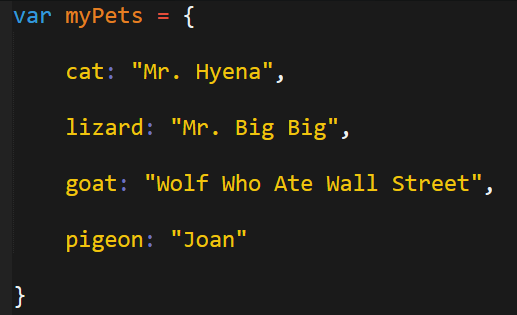 var myPets = {
cat: "Mr. Hyena",
lizard: "Mr. Big Big",
goat: "Wolf Who Ate Wall Street",
pigeon: "Joan"
}